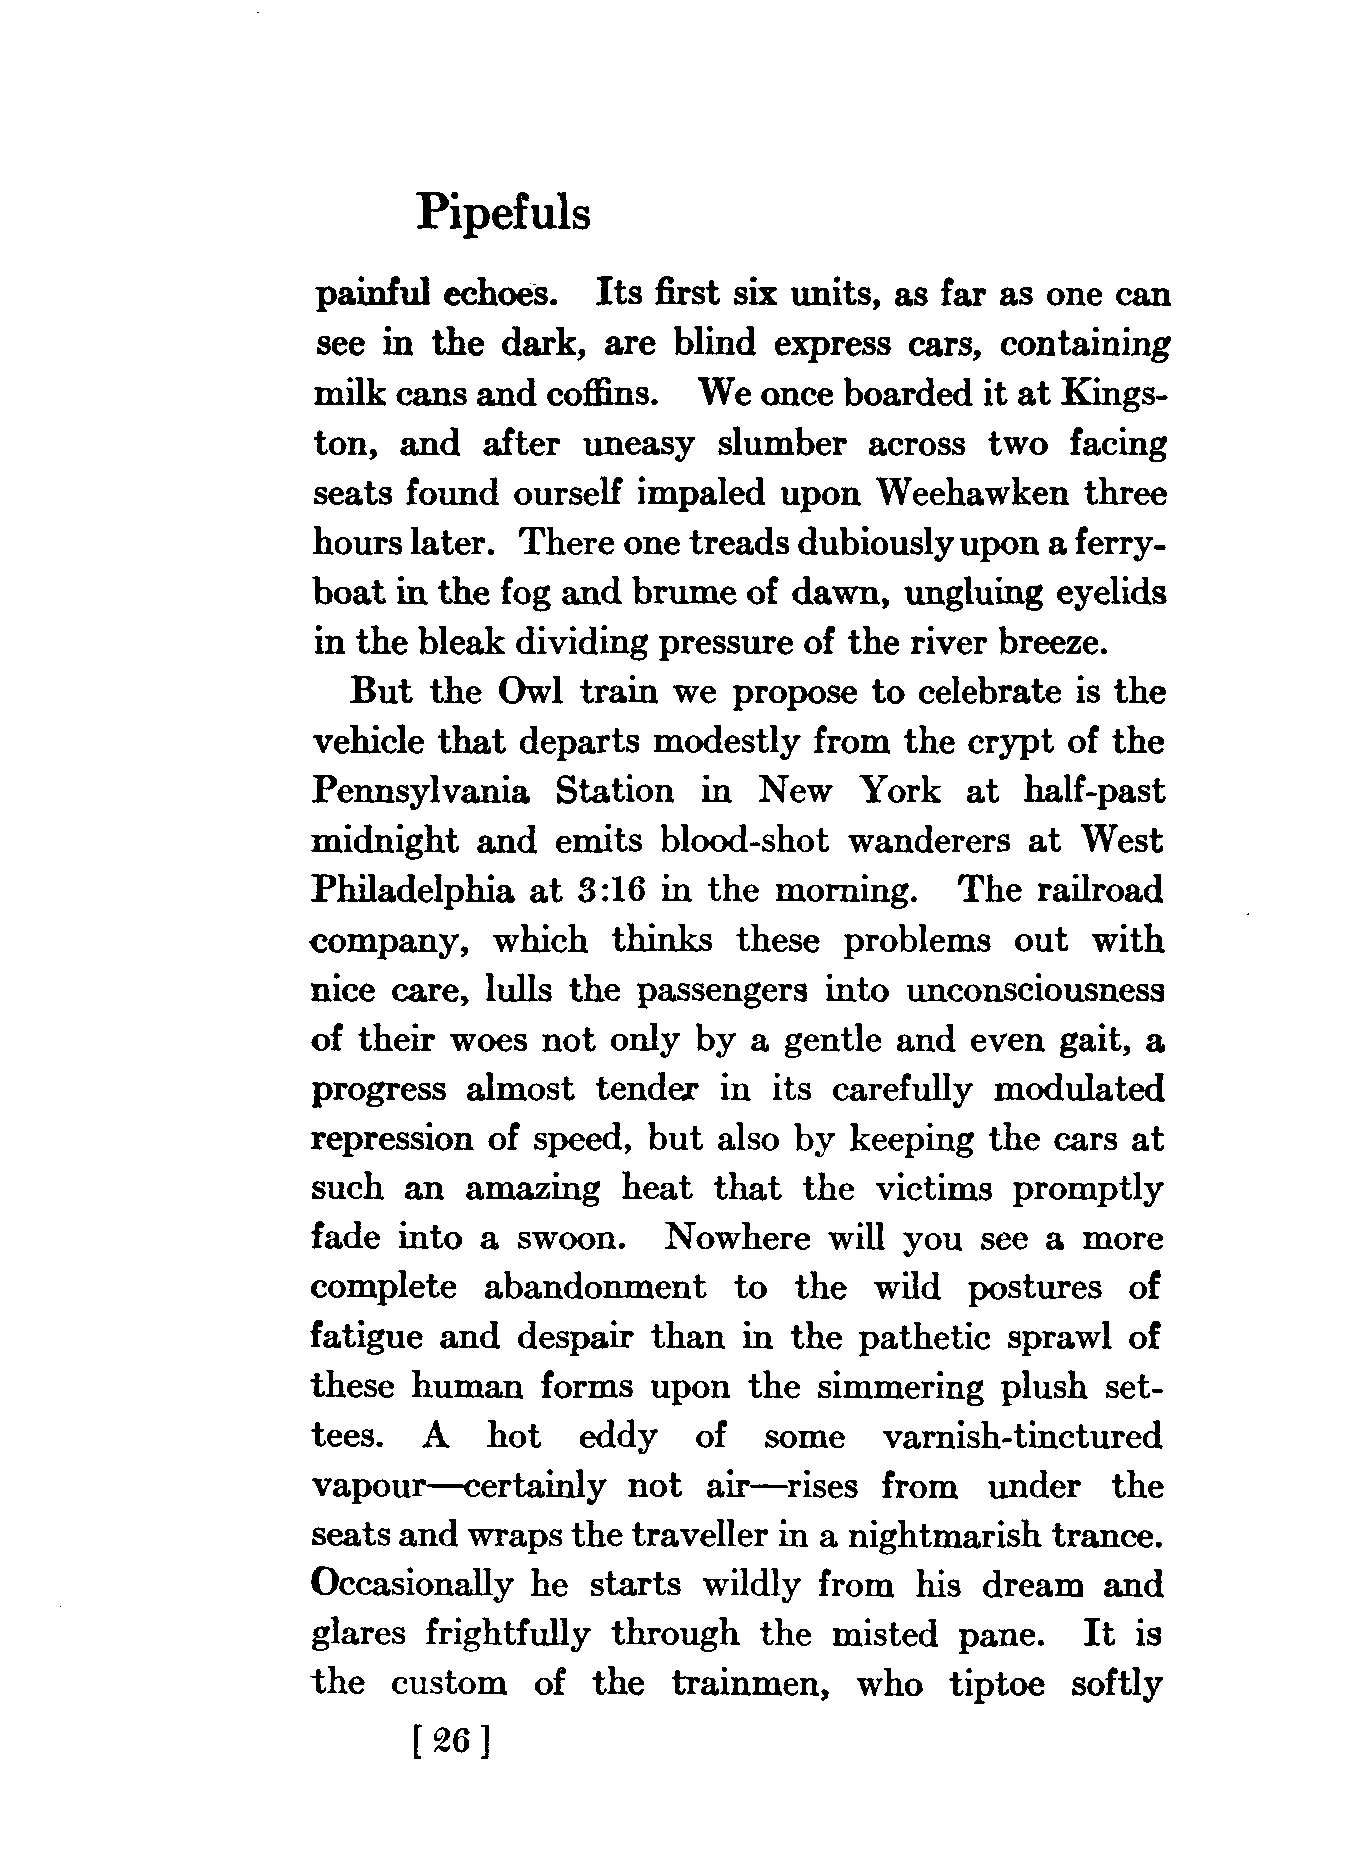 Pipefuls
painful echoes. Its first six units, as far as one can
see in the dark, are blind express cars, containing
milk cans and coffins. We once boarded it at Kings-
ton, and after uneasy slumber across two facing
seats found ourself impaled upon Weehawken three
hours later. There one treads dubiously upon a ferry-
boat in the fog and brume of dawn, ungluing eyelids
in the bleak dividing pressure of the river breeze.
But the Owl train we propose to celebrate is the
vehicle that departs modestly from the crypt of the
Pennsylvania Station in New York at half-past
midnight and emits blood-shot wanderers at West
Philadelphia at 3:16 in the morning. The railroad
company, which thinks these problems out with
nice care, lulls the passengers into unconsciousness
of their woes not only by a gentle and even gait, a
progress almost tender in its carefully modulated
repression of speed, but also by keeping the cars at
such an amazing heat that the victims promptly
fade into a swoon. Nowhere will you see a more
complete abandonment to the wild postures of
fatigue and despair than in the pathetic sprawl of
these human forms upon the simmering plush set-
tees. A hot eddy of some varnish-tinctured
vapour—certainly not air—rises from under the
seats and wraps the traveller in a nightmarish trance.
Occasionally he starts wildly from his dream and
glares frightfully through the misted pane. It is
the custom of the trainmen, who tiptoe softly
[ 26 ]